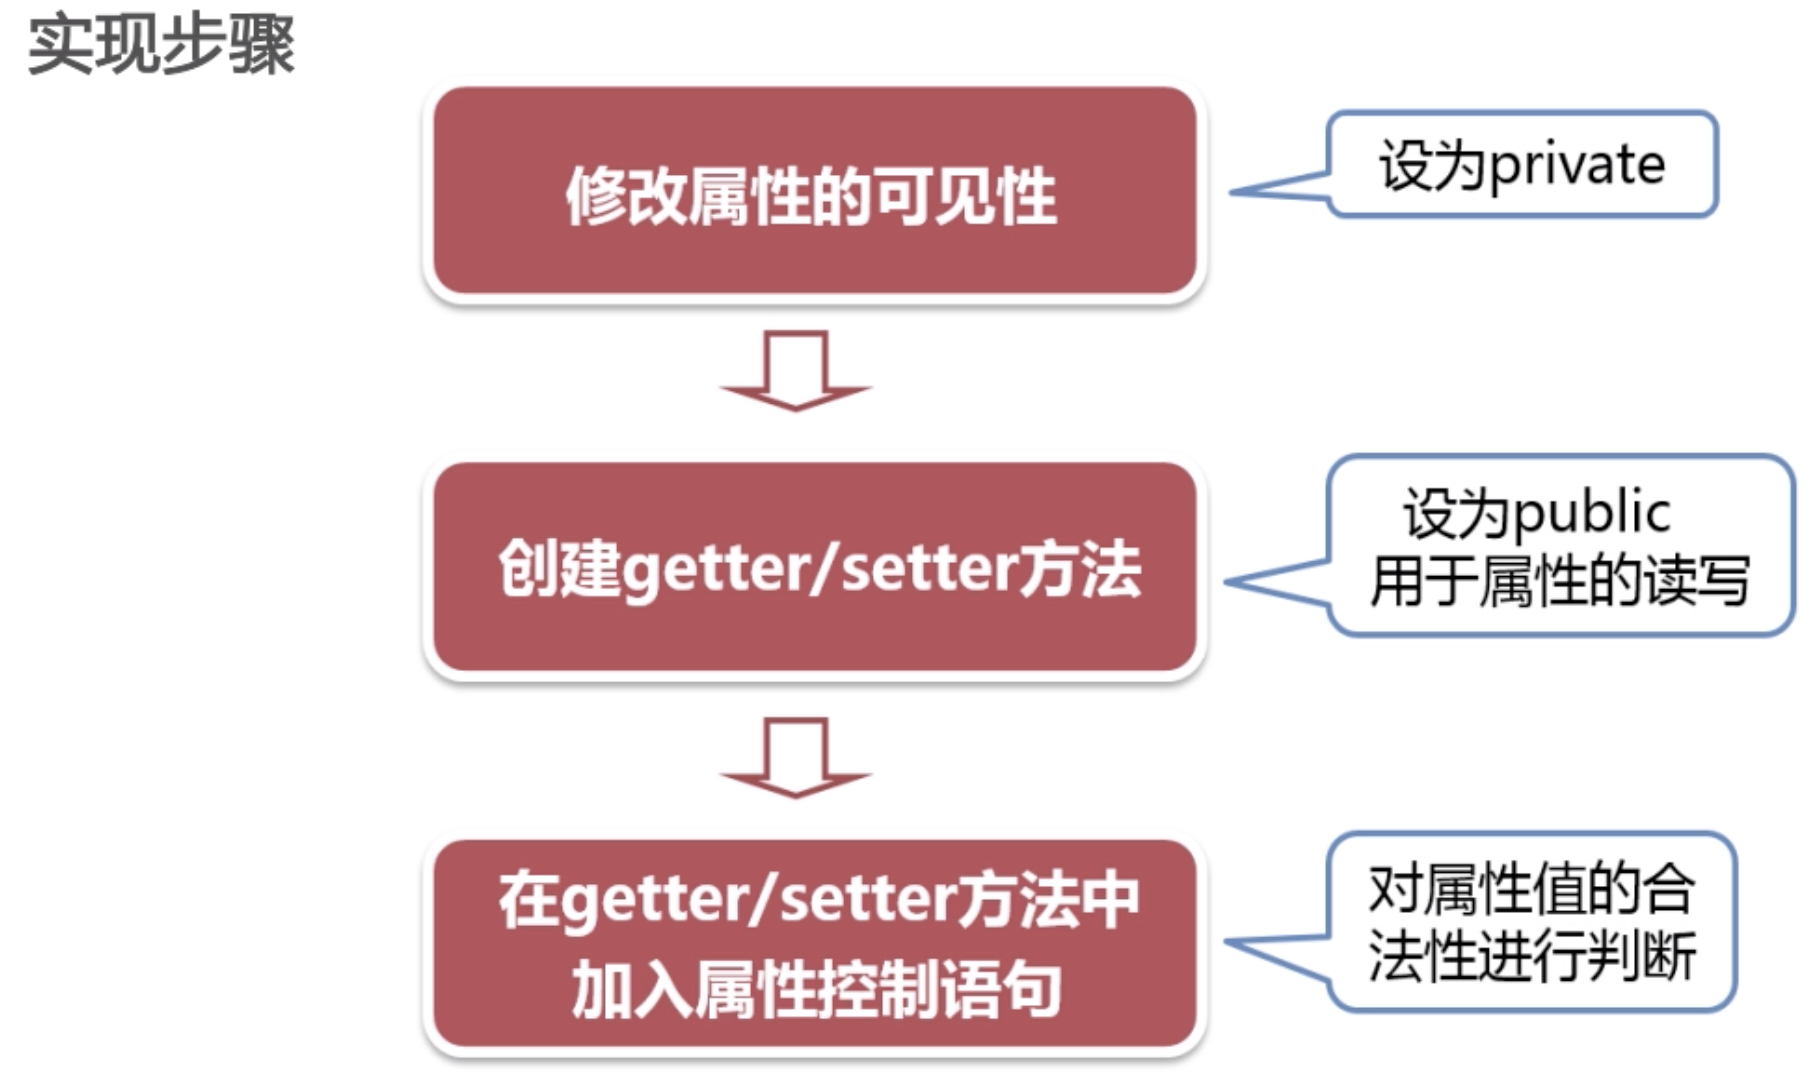 实现步骤
修改属性的可见性
设为private
创建getter/setter方法
设为public
用于属性的读写
在getter/setter方法中
加入属性控制语句
对属性值的合
法性进行判断